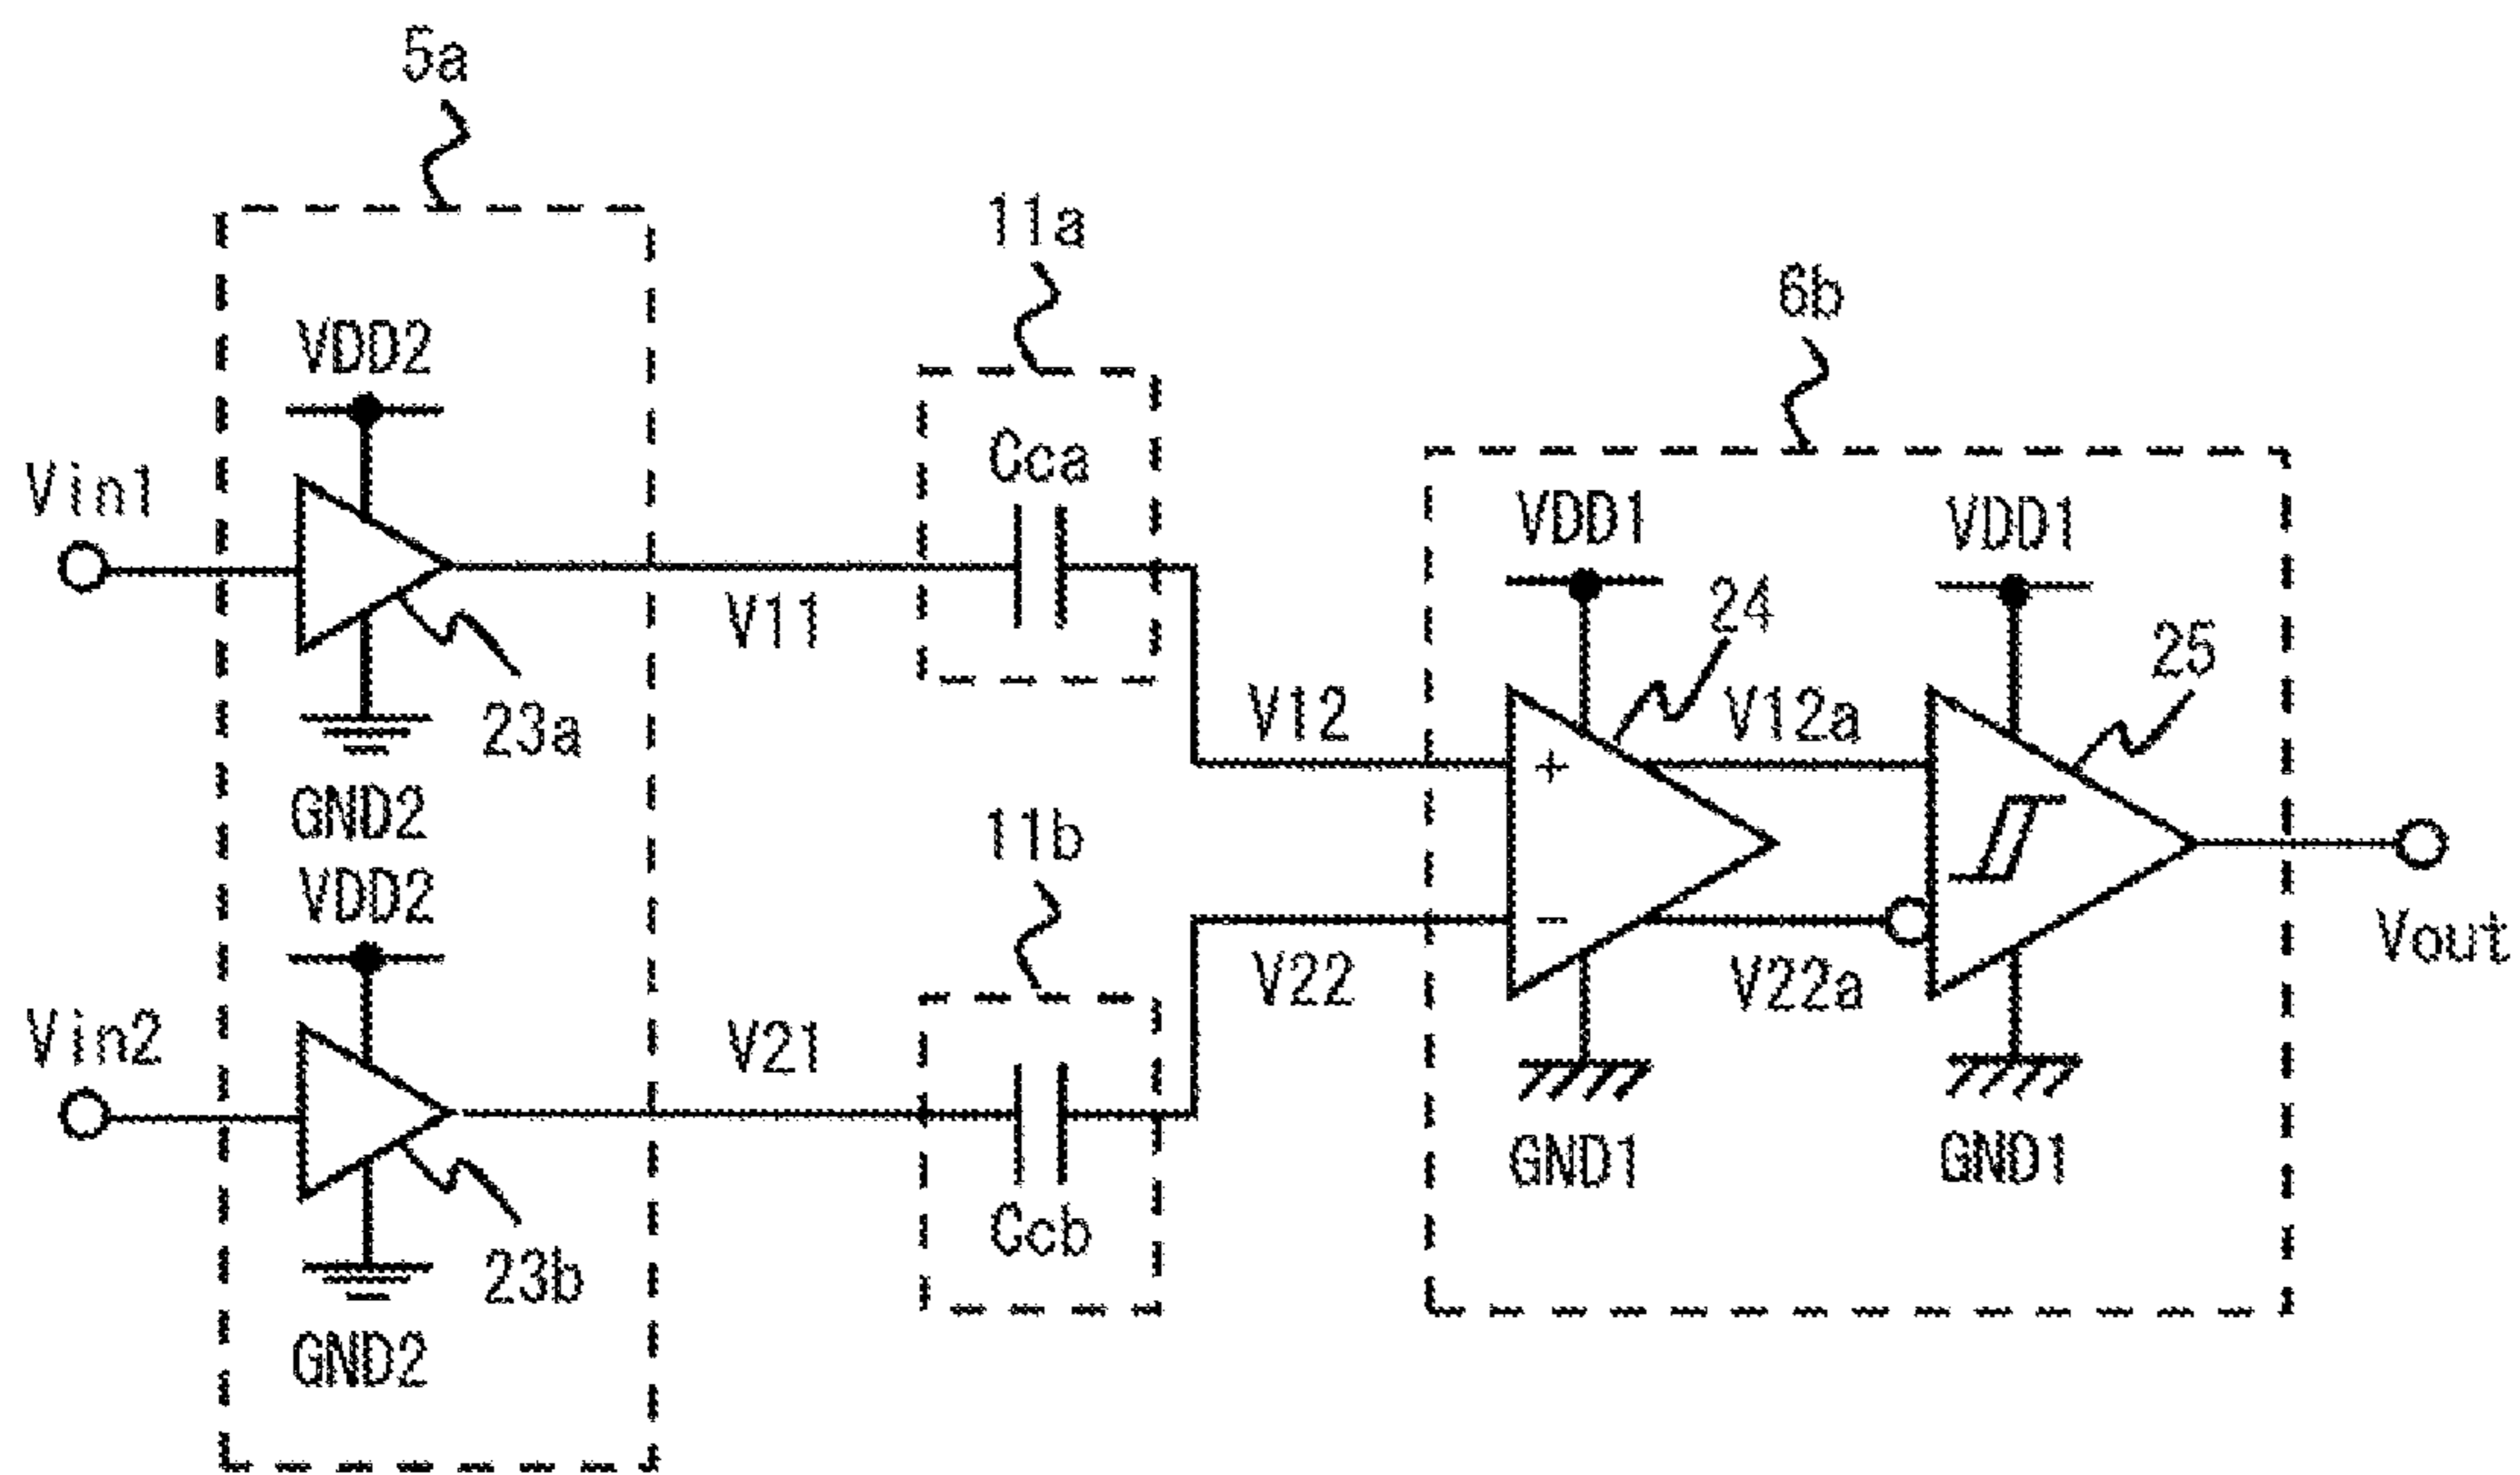 5a
11a
6b
VDD2
Cca
Vin1
VDD1
VDD1
V11
24
25
23a
V12
V12a
GND2
11b
VDD2
V22
V22a
Vout
Vin2
V21
GND1
GND1
Ccb
23b
GND2